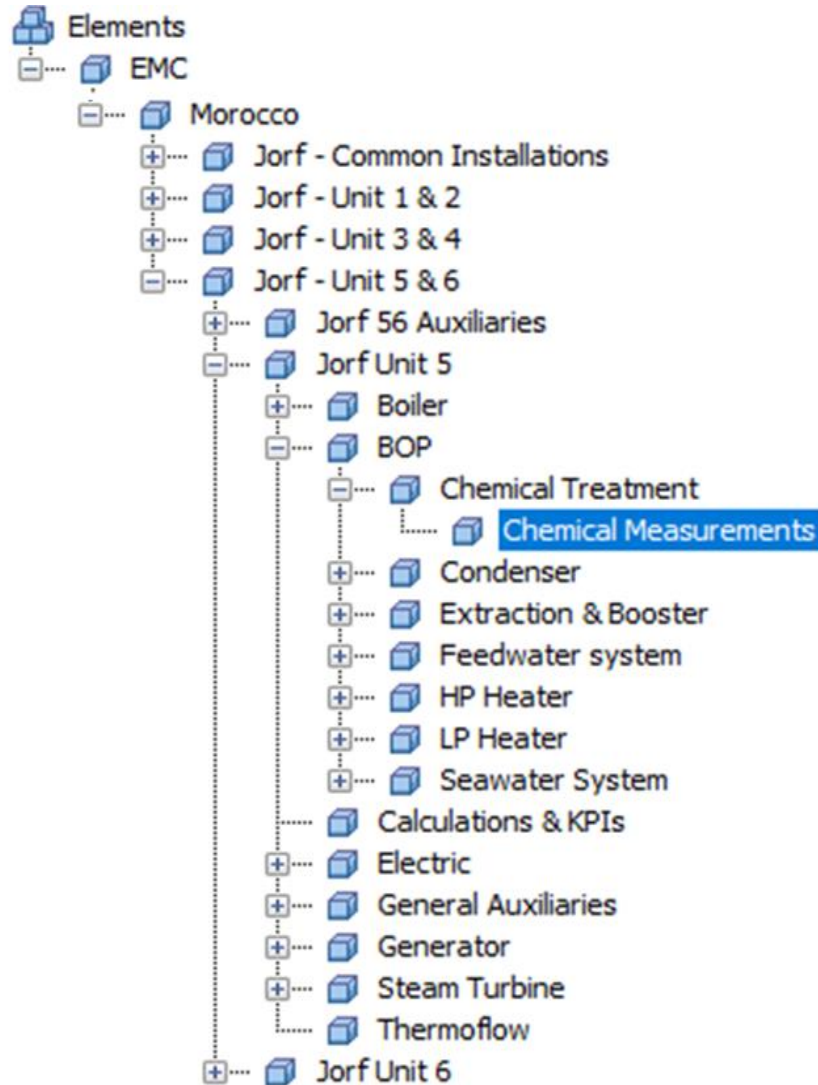 Elements
EMC
Morocco
Jorf - Common Installations
Jorf - Unit 1 & 2
Jorf - Unit 3 & 4
Jorf - Unit 5 & 6
Jorf 56 Auxiliaries
Jorf Unit 5
Boiler
BOP
Chemical Treatment
Chemical Measurements
Condenser
Extraction & Booster
Feedwater system
HP Heater
LP Heater
Seawater System
Calculations & KPIs
Electric
General Auxiliaries
Generator
Steam Turbine
Thermoflow
Jorf Unit 6